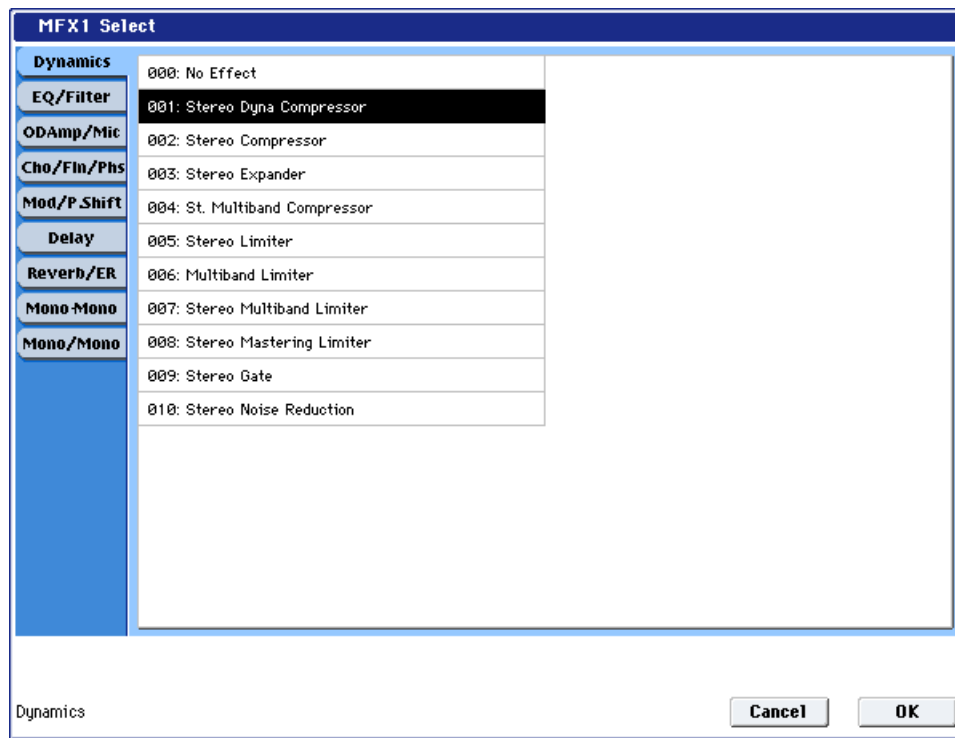 MFX1 Select
Dynamics
EQ/Filter
ODAmp/Mic
Cho/Fln/Phs
Mod/P.Shift
Delay
Reverb/ER
Mono-Mono
Mono/Mono
000: No Effect
001: Stereo Dyna Compressor
002: Stereo Compressor
003: Stereo Expander
004: St. Multiband Compressor
005: Stereo Limiter
006: Multiband Limiter
007: Stereo Multiband Limiter
008: Stereo Mastering Limiter
009: Stereo Gate
010: Stereo Noise Reduction
Dynamics
Cancel
OK